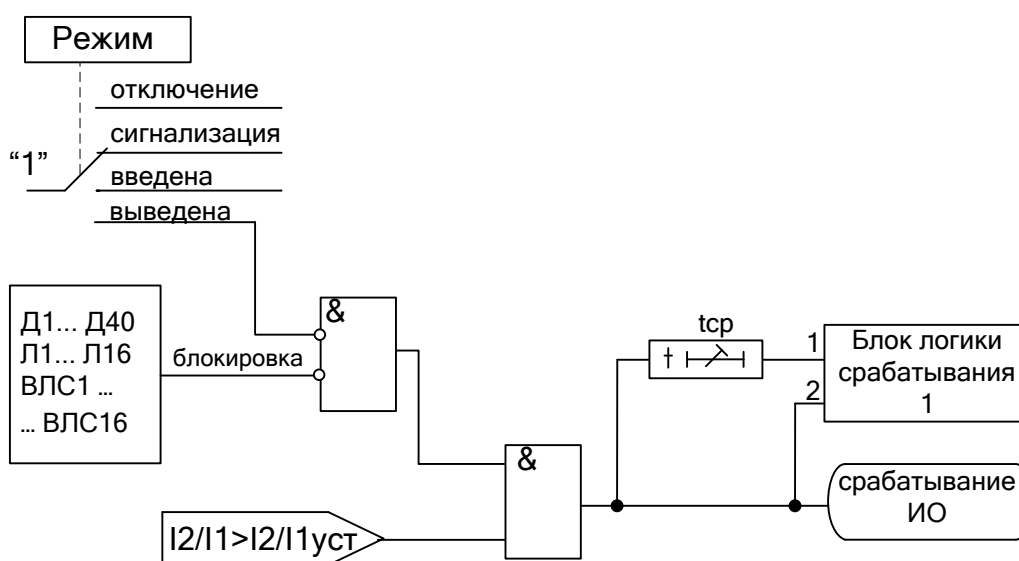 Режим
отключение
сигнализация
“1”
введена
выведена
Д1... Д40
Л1... Л16
ВЛС1 ...
... ВЛС16
блокировка
&
&
I2/I1>I2/I1уст
tср
1
2
Блок логики
срабатывания
1
срабатывание
ИО